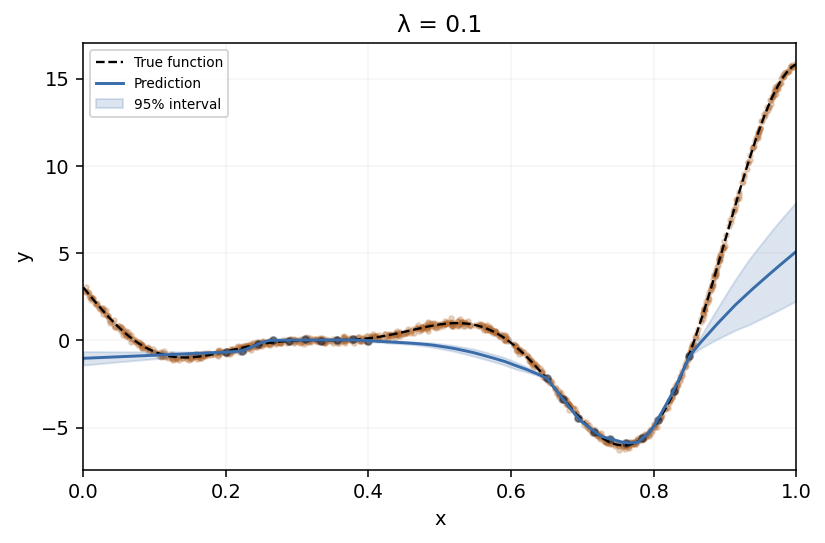 λ = 0.1
True function
Prediction
95% interval
y
15
10
5
0
−5
0.0 0.2 0.4 0.6 0.8 1.0
x